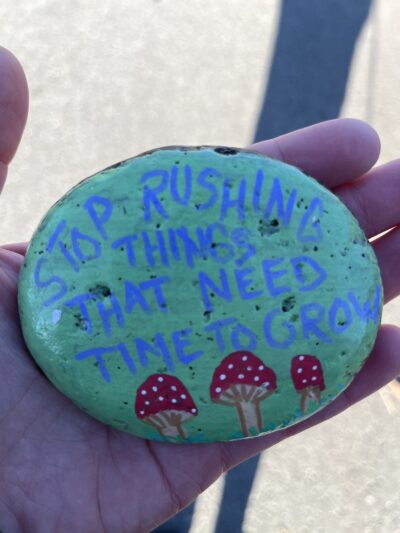 STOP RUSHING
THINGS
THAT NEED
TIME TO GROW